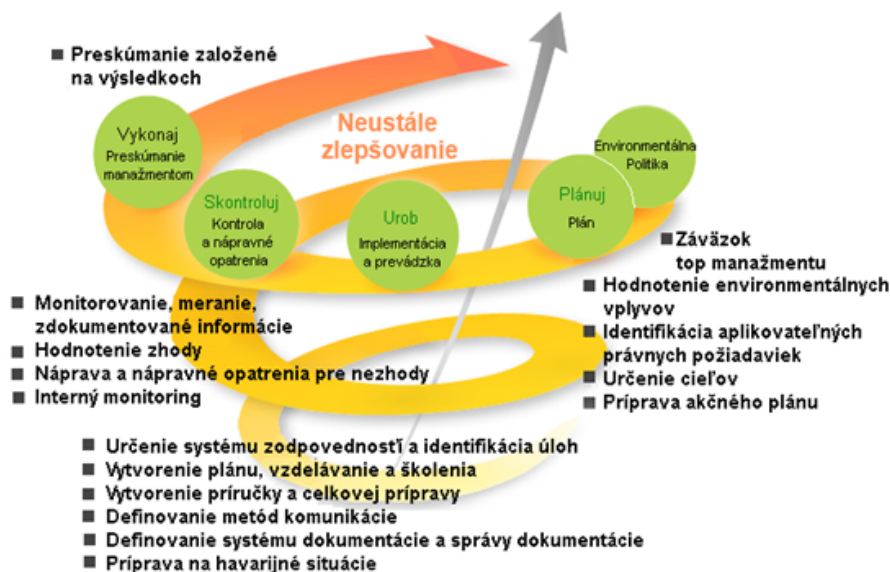 Preskúmanie založené
na výsledkoch
Neustále
zlepšovanie
Vykonaj
Preskúmanie
manažmentom
Skontroluj
Kontrola
a nápravné
opatrenia
Urob
Implementácia
a prevádzka
Plánuj
Plán
Environmentálna
Politika
Záväzok
top manažmentu
Hodnotenie environmentálnych
vplyvov
Identifikácia aplikovateľných
právnych požiadaviek
Určenie cieľov
Príprava akčného plánu
Monitorovanie, meranie,
zdokumentované informácie
Hodnotenie zhody
Náprava a nápravné opatrenia pre nezhody
Interný monitoring
Určenie systému zodpovedností a identifikácia úloh
Vytvorenie plánu, vzdelávanie a školenia
Vytvorenie príručky a celkovej prípravy
Definovanie metód komunikácie
Definovanie systému dokumentácie a správy dokumentácie
Príprava na havarijné situácie